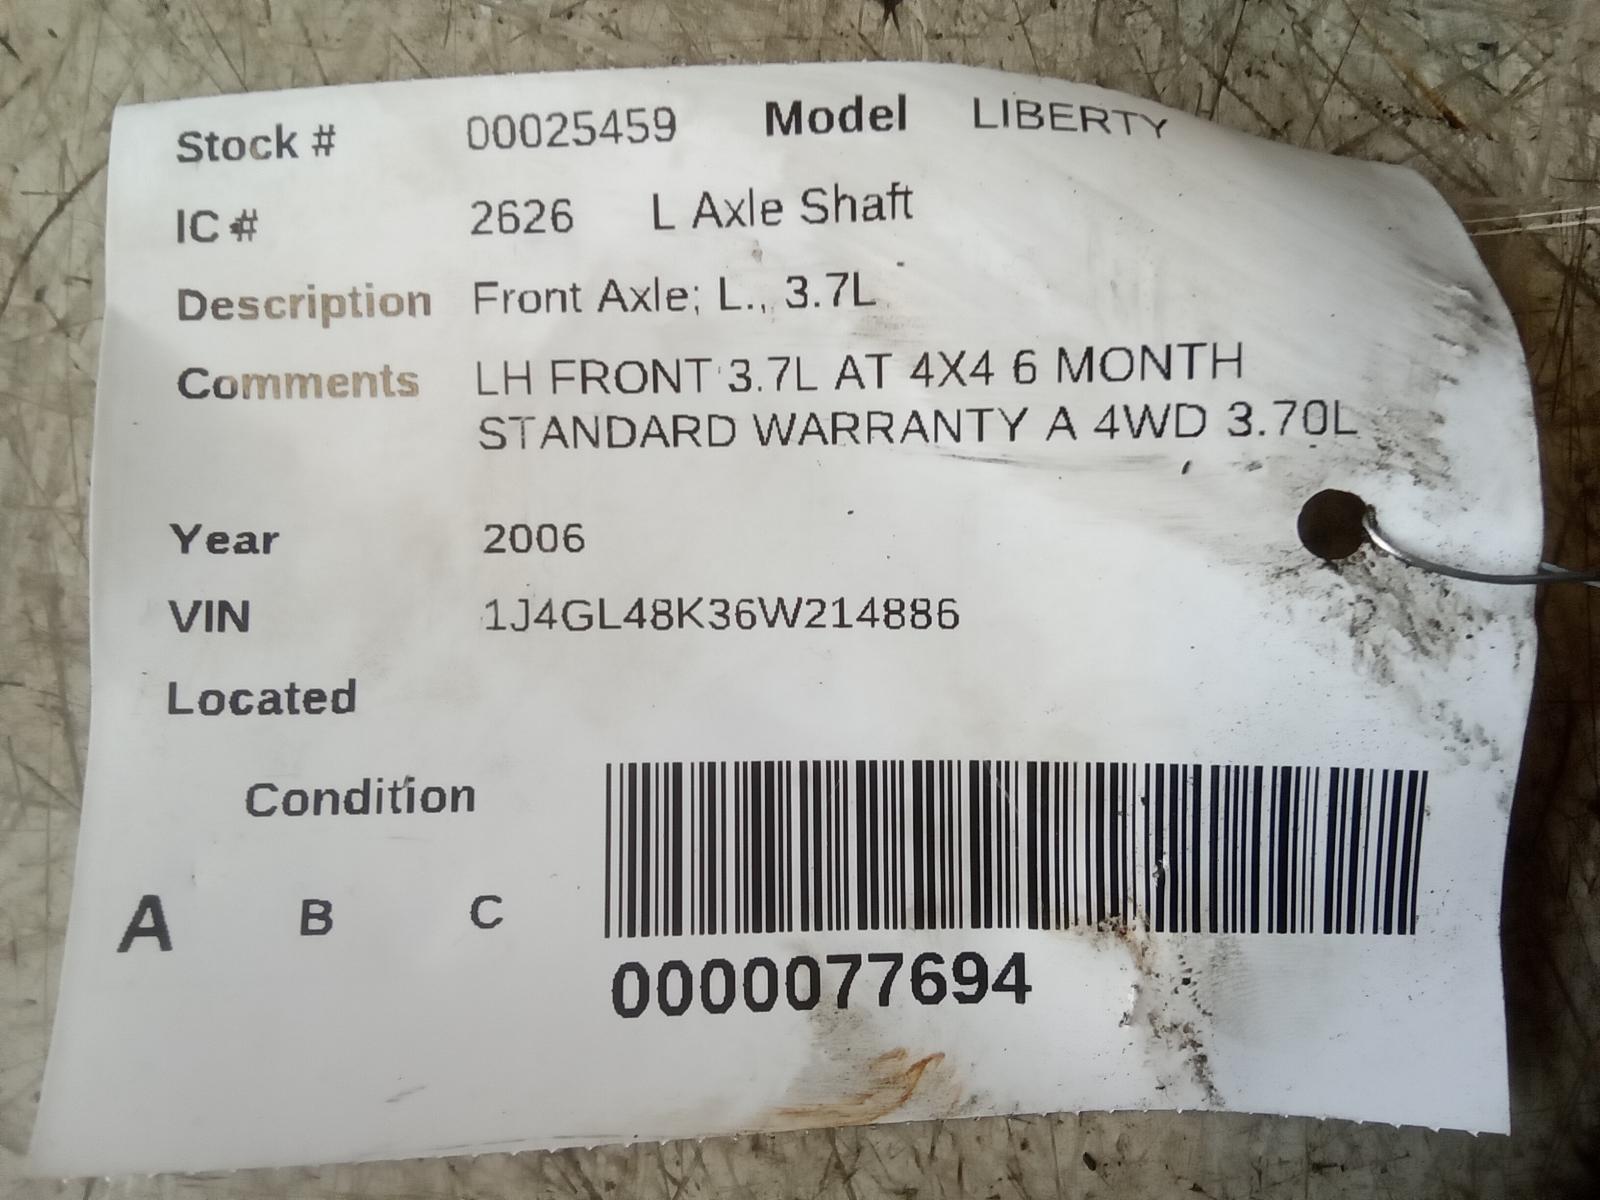 Stock # 00025459 Model LIBERTY
IC # 2626 L Axle Shaft
Description Front Axle; L., 3.7L
Comments LH FRONT 3.7L AT 4X4 6 MONTH
STANDARD WARRANTY A 4WD 3.70L
Year 2006
VIN 1J4GL48K36W214886
Located
Condition
A B C
0000077694